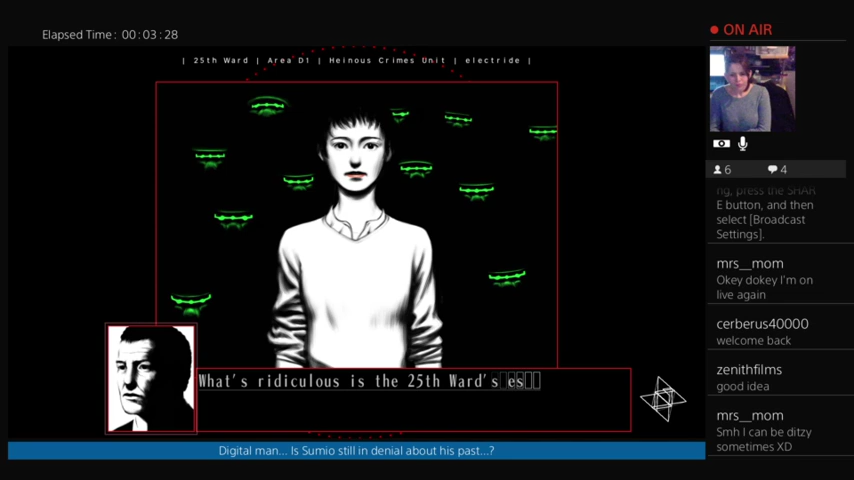 Elapsed Time: 00:03:28
ON AIR
| 25th Ward | Area D1 | Heinous Crimes Unit | electride |
6 4
ng, press the SHAR
E button, and then
select [Broadcast
Settings].
mrs__mom
Okey dokey I'm on
live again
cerberus40000
welcome back
zenithfilms
good idea
mrs__mom
Smh I can be ditzy
sometimes XD
What's ridiculous is the 25th Ward's es
Digital man... Is Sumio still in denial about his past...?